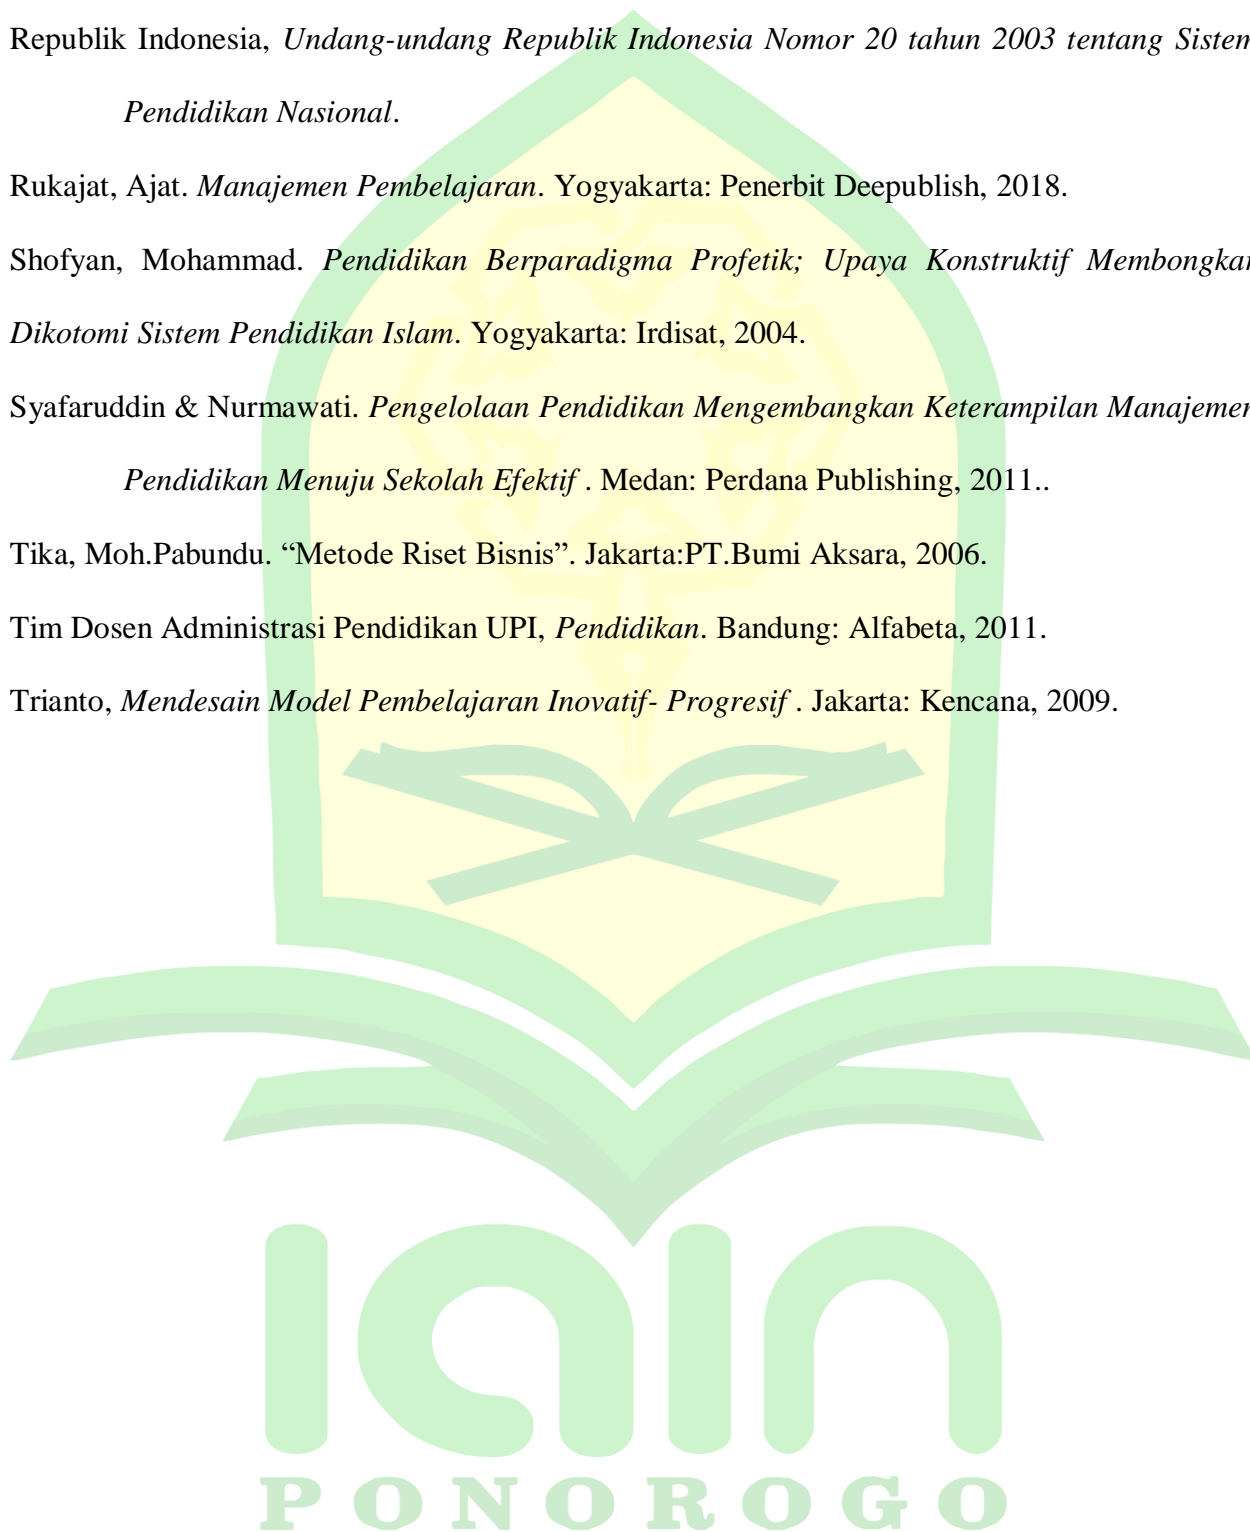 Republik Indonesia, Undang-undang Republik Indonesia Nomor 20 tahun 2003 tentang Sistem
Pendidikan Nasional.
Rukajat, Ajat. Manajemen Pembelajaran. Yogyakarta: Penerbit Deepublish, 2018.
Shofyan, Mohammad. Pendidikan Berparadigma Profetik; Upaya Konstruktif Membongkar
Dikotomi Sistem Pendidikan Islam. Yogyakarta: Irdisat, 2004.
Syafaruddin & Nurmawati. Pengelolaan Pendidikan Mengembangkan Keterampilan Manajemen
Pendidikan Menuju Sekolah Efektif . Medan: Perdana Publishing, 2011..
Tika, Moh.Pabundu. “Metode Riset Bisnis”. Jakarta:PT.Bumi Aksara, 2006.
Tim Dosen Administrasi Pendidikan UPI, Pendidikan. Bandung: Alfabeta, 2011.
Trianto, Mendesain Model Pembelajaran Inovatif- Progresif . Jakarta: Kencana, 2009.
IAIN
PONOROGO